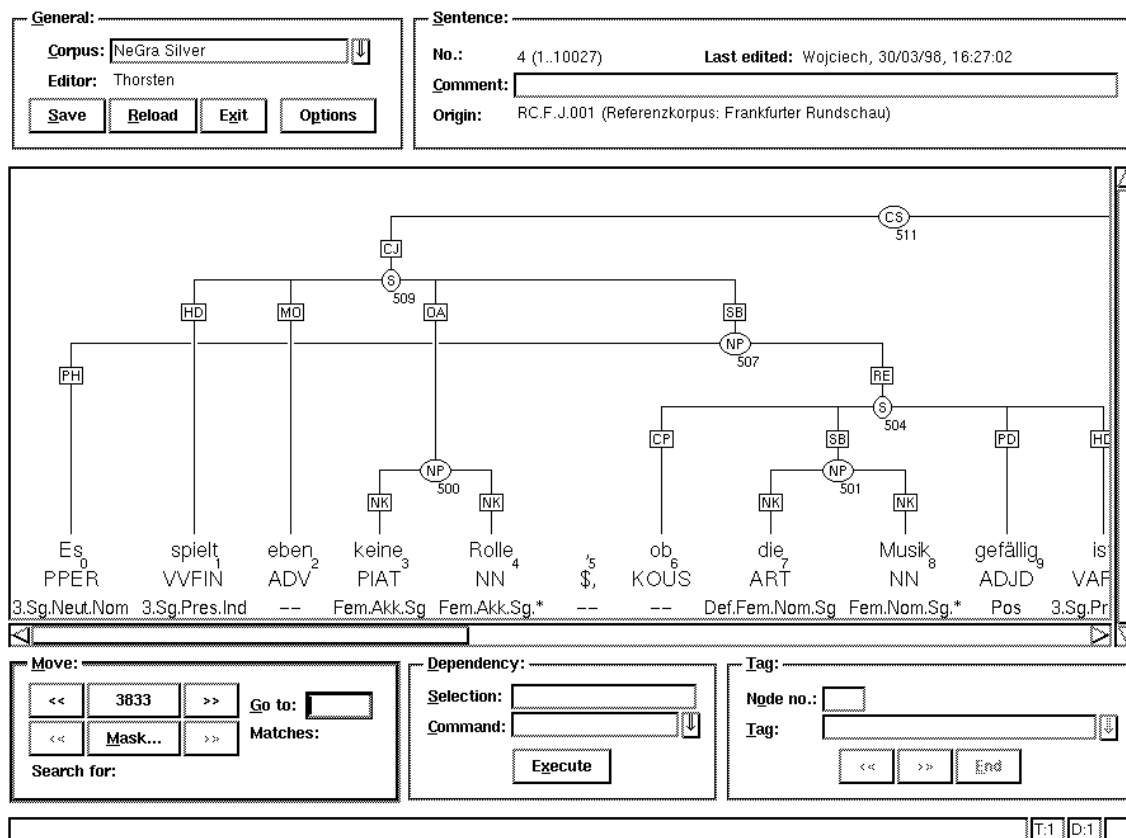 General:
Corpus: NeGra Silver
Editor: Thorsten
Save Reload Exit Options
Sentence:
No.: 4 (1..10027) Last edited: Wojciech, 30/03/98, 16:27:02
Comment:
Origin: RC.F.J.001 (Referenzkorpus: Frankfurter Rundschau)
CS
511
CJ
S
509
HD MO OA SB
NP
507
PH RE
S
504
CP SB PD HD
NP NP
500 501
NK NK NK NK
Es spielt eben keine Rolle , ob die Musik gefällig ist
0 1 2 3 4 5 6 7 8 9
PPER VVFIN ADV PIAT NN $, KOUS ART NN ADJD VAF
3.Sg.Neut.Nom 3.Sg.Pres.Ind -- Fem.Akk.Sg Fem.Akk.Sg.* -- -- Def.Fem.Nom.Sg Fem.Nom.Sg.* Pos 3.Sg.Pr
Move:
<< 3833 >> Go to:
<< Mask... >> Matches:
Search for:
Dependency:
Selection:
Command:
Execute
Tag:
Node no.:
Tag:
<< >> End
T:1 D:1